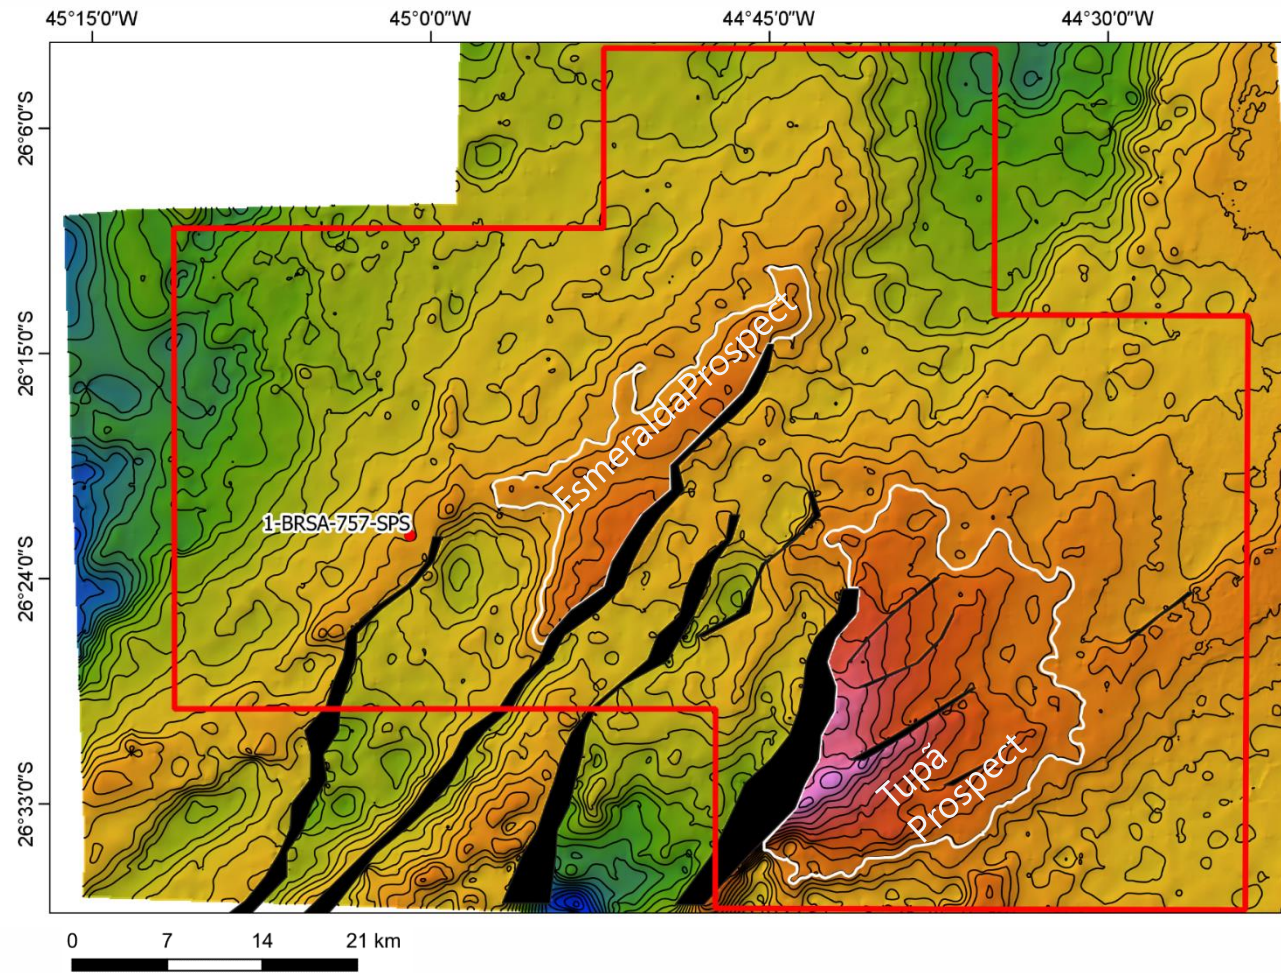 45°15'0"W 45°0'0"W 44°45'0"W 44°30'0"W
26°6'0"S
26°15'0"S
26°24'0"S
26°33'0"S
EsmeraldaProspect
1-BRSA-757-SPS
Tupã
Prospect
0 7 14 21 km